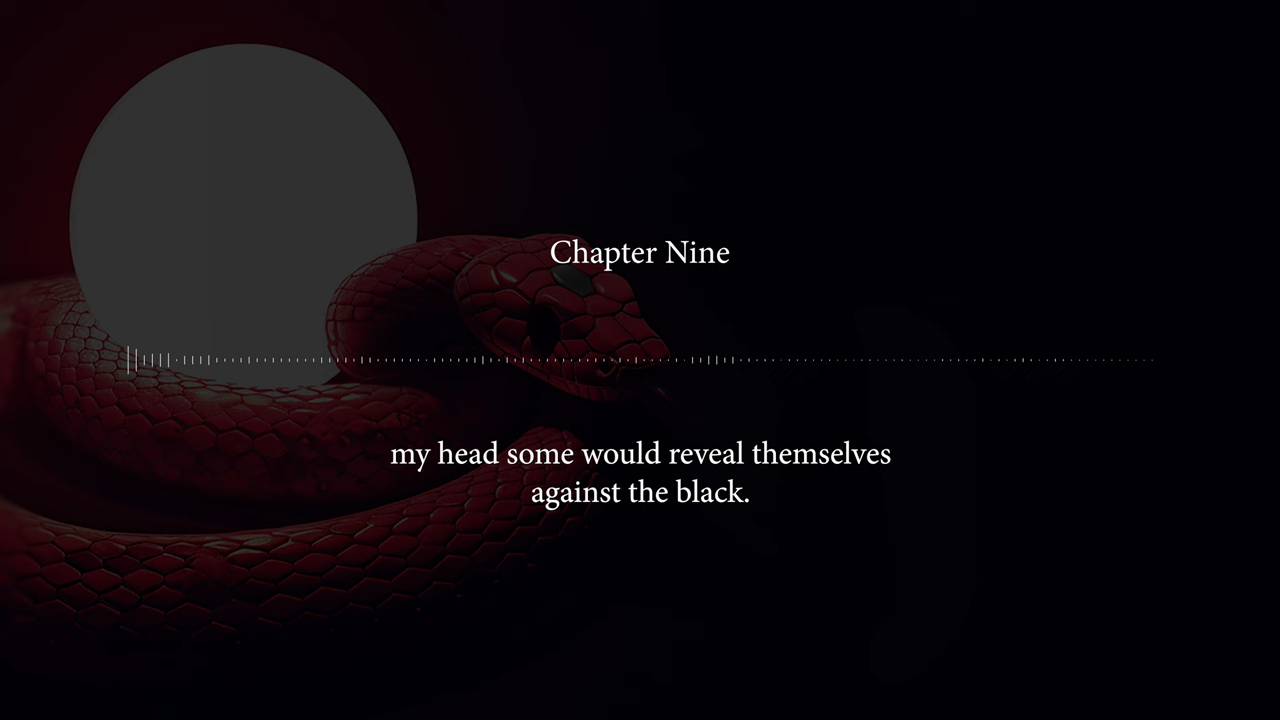 Chapter Nine
my head some would reveal themselves
against the black.